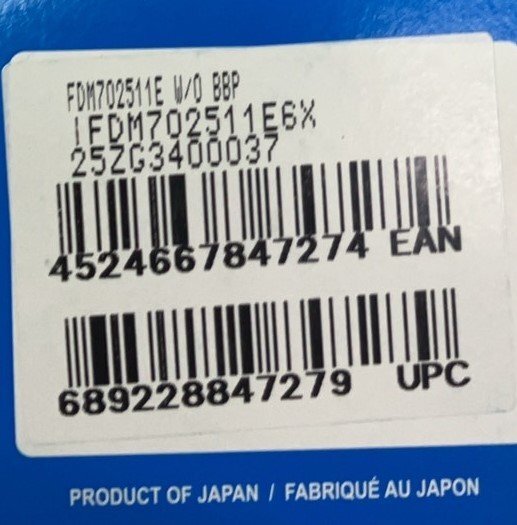 FDM702511E W/O BBP
IFDM702511E6X
25ZG3400037
4524667847274 EAN
689228847279 UPC
PRODUCT OF JAPAN / FABRIQUÉ AU JAPON